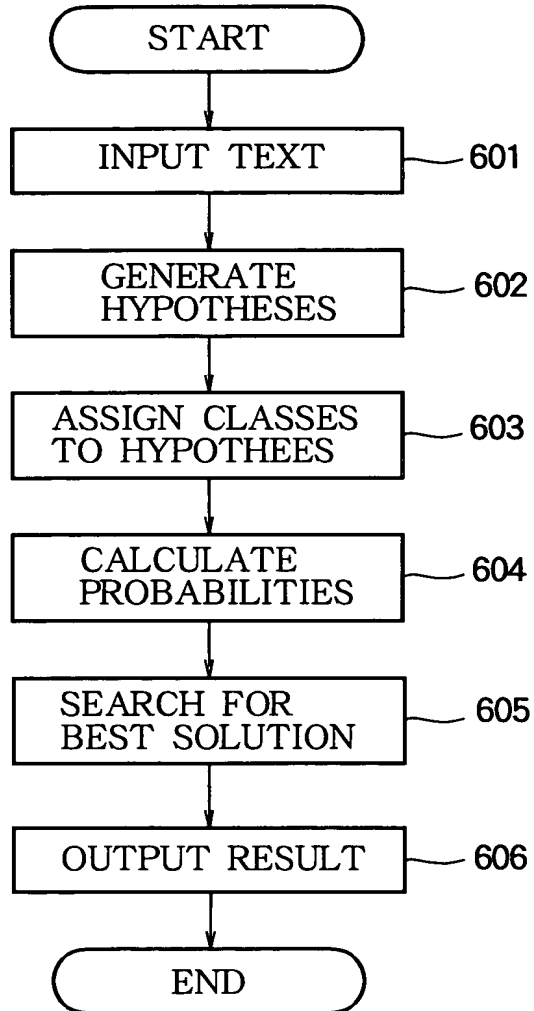 START
INPUT TEXT
601
GENERATE
HYPOTHESES
602
ASSIGN CLASSES
TO HYPOTHEES
603
CALCULATE
PROBABILITIES
604
SEARCH FOR
BEST SOLUTION
605
OUTPUT RESULT
606
END